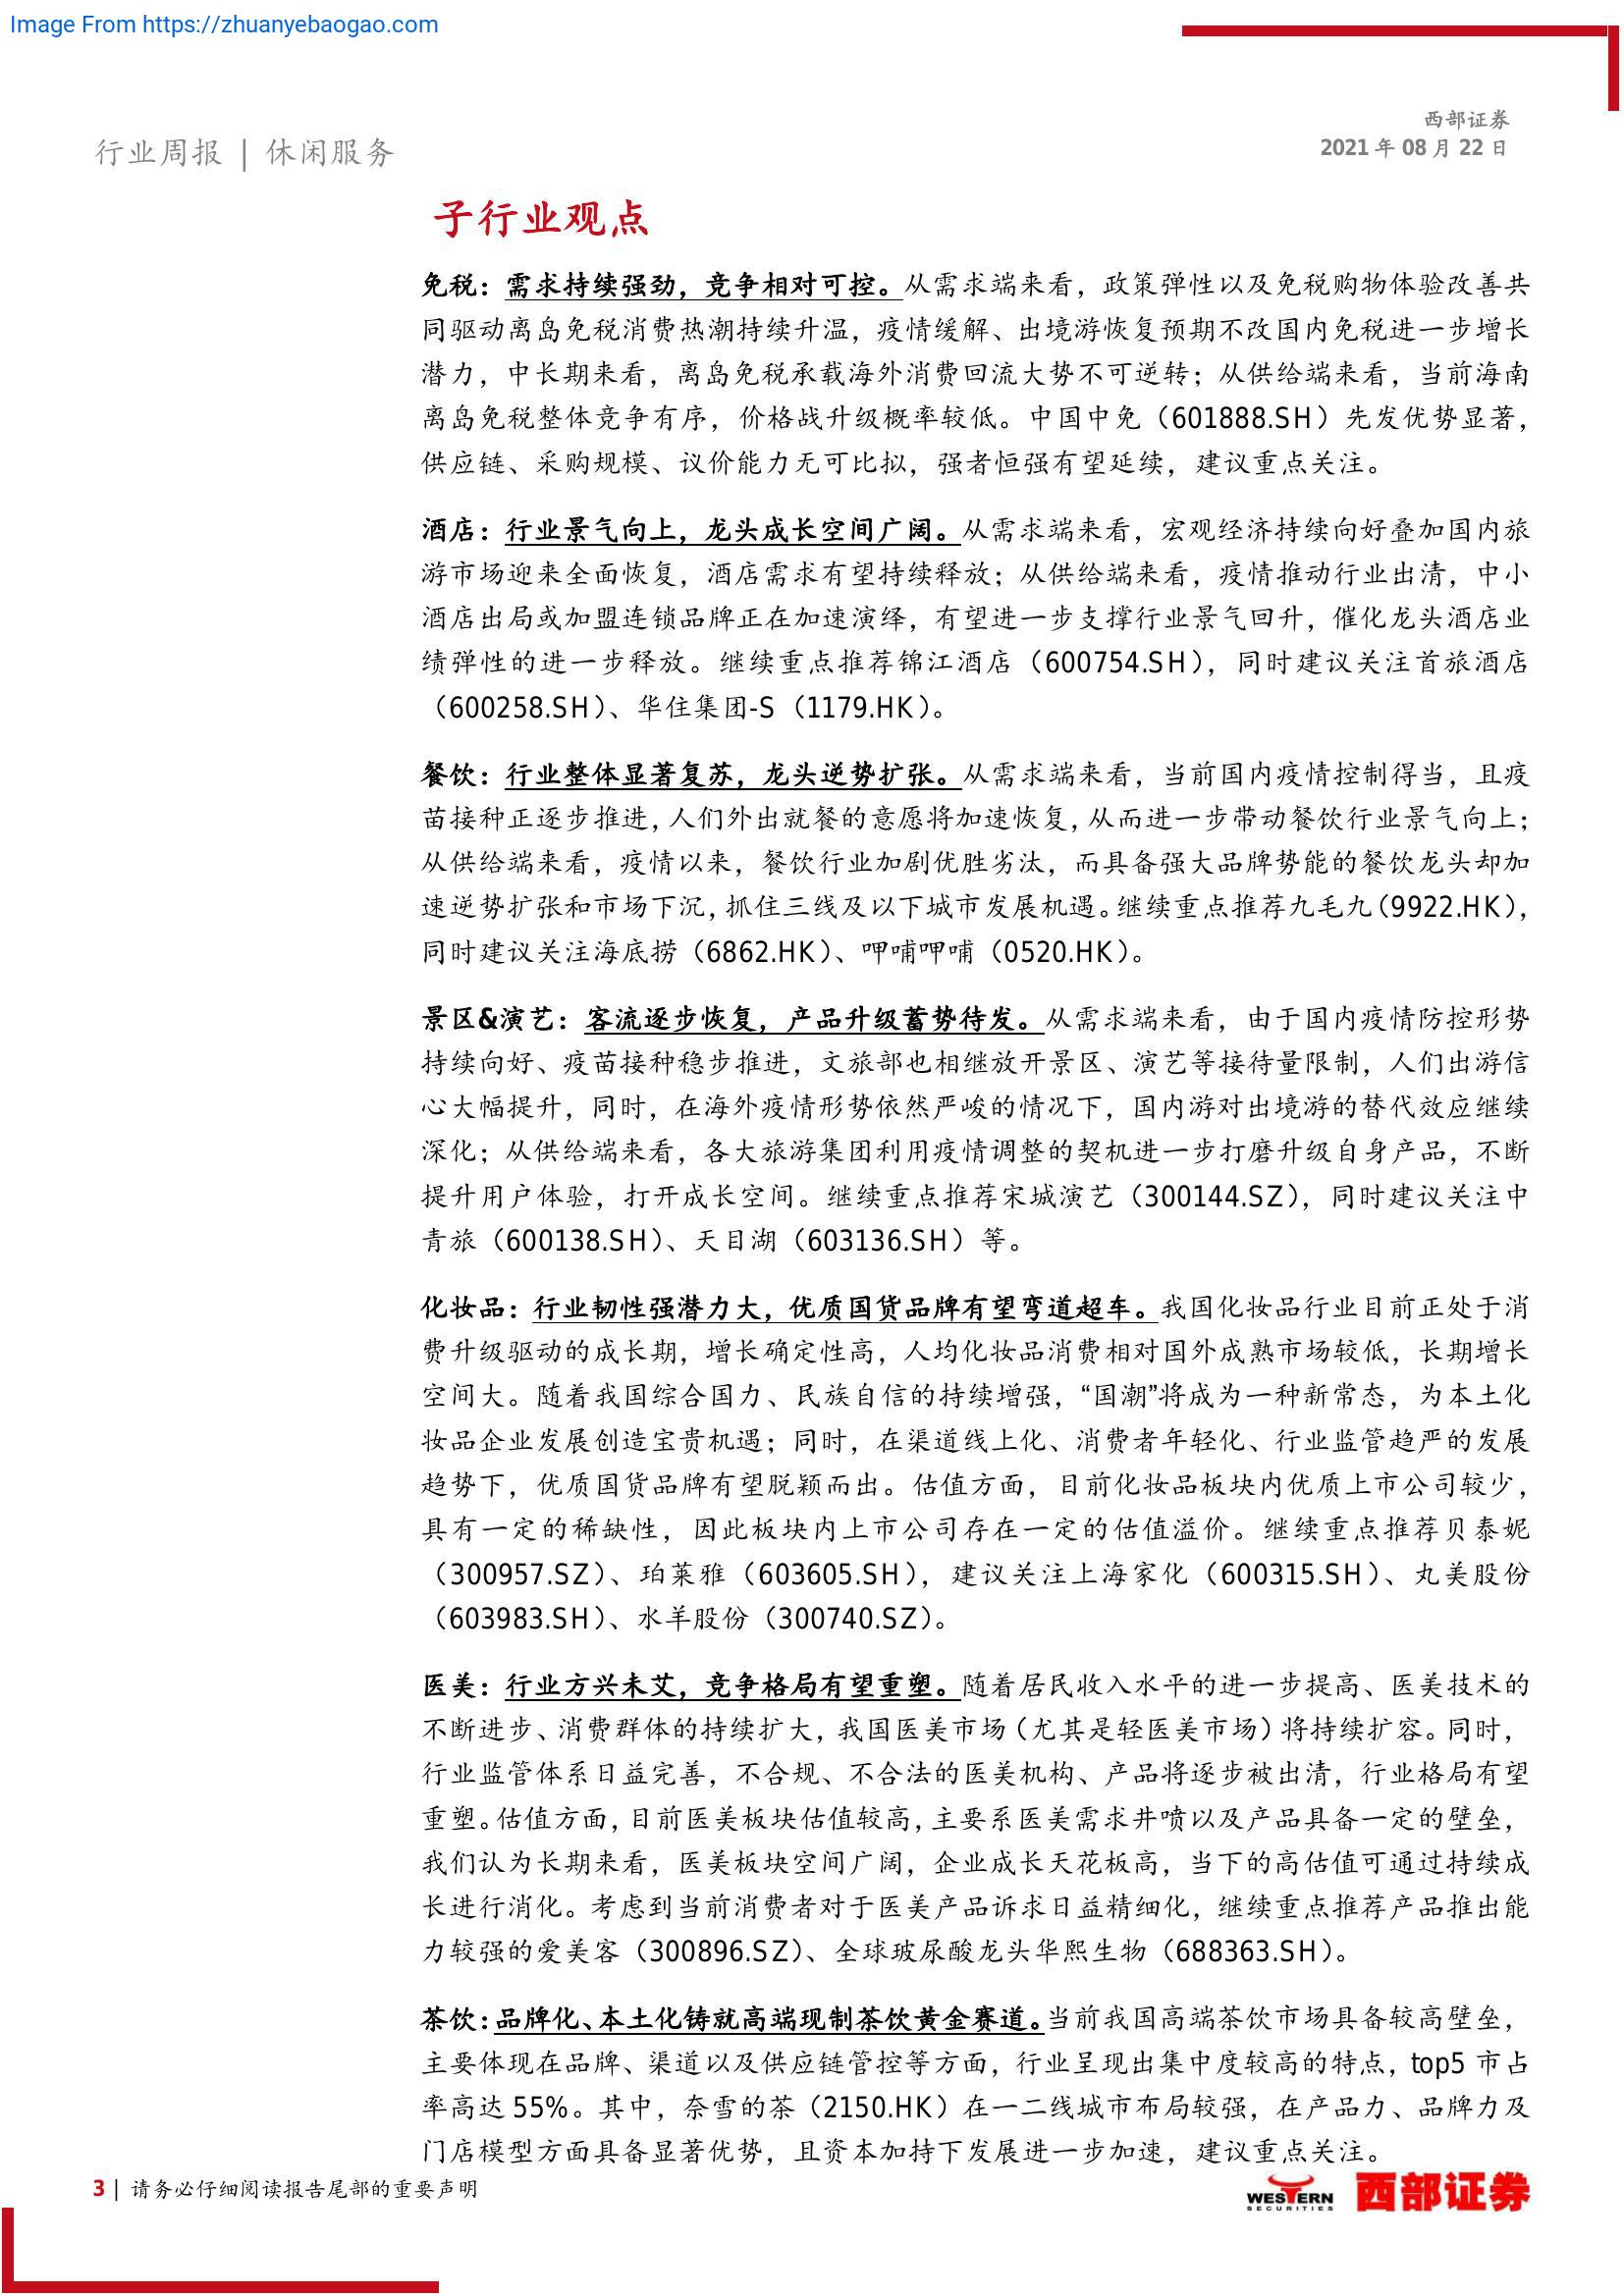 Image From https://zhuanyebaogao.com
西部证券
2021 年 08 月 22 日
行业周报 | 休闲服务
子行业观点
免税：需求持续强劲，竞争相对可控。从需求端来看，政策弹性以及免税购物体验改善共
同驱动离岛免税消费热潮持续升温，疫情缓解、出境游恢复预期不改国内免税进一步增长
潜力，中长期来看，离岛免税承载海外消费回流大势不可逆转；从供给端来看，当前海南
离岛免税整体竞争有序，价格战升级概率较低。中国中免（601888.SH）先发优势显著，
供应链、采购规模、议价能力无可比拟，强者恒强有望延续，建议重点关注。
酒店：行业景气向上，龙头成长空间广阔。从需求端来看，宏观经济持续向好叠加国内旅
游市场迎来全面恢复，酒店需求有望持续释放；从供给端来看，疫情推动行业出清，中小
酒店出局或加盟连锁品牌正在加速演绎，有望进一步支撑行业景气回升，催化龙头酒店业
绩弹性的进一步释放。继续重点推荐锦江酒店（600754.SH），同时建议关注首旅酒店
（600258.SH）、华住集团-S（1179.HK）。
餐饮：行业整体显著复苏，龙头逆势扩张。从需求端来看，当前国内疫情控制得当，且疫
苗接种正逐步推进，人们外出就餐的意愿将加速恢复，从而进一步带动餐饮行业景气向上；
从供给端来看，疫情以来，餐饮行业加剧优胜劣汰，而具备强大品牌势能的餐饮龙头却加
速逆势扩张和市场下沉，抓住三线及以下城市发展机遇。继续重点推荐九毛九（9922.HK），
同时建议关注海底捞（6862.HK）、呷哺呷哺（0520.HK）。
景区&演艺：客流逐步恢复，产品升级蓄势待发。从需求端来看，由于国内疫情防控形势
持续向好、疫苗接种稳步推进，文旅部也相继放开景区、演艺等接待量限制，人们出游信
心大幅提升，同时，在海外疫情形势依然严峻的情况下，国内游对出境游的替代效应继续
深化；从供给端来看，各大旅游集团利用疫情调整的契机进一步打磨升级自身产品，不断
提升用户体验，打开成长空间。继续重点推荐宋城演艺（300144.SZ），同时建议关注中
青旅（600138.SH）、天目湖（603136.SH）等。
化妆品：行业韧性强潜力大，优质国货品牌有望弯道超车。我国化妆品行业目前正处于消
费升级驱动的成长期，增长确定性高，人均化妆品消费相对国外成熟市场较低，长期增长
空间大。随着我国综合国力、民族自信的持续增强，“国潮”将成为一种新常态，为本土化
妆品企业发展创造宝贵机遇；同时，在渠道线上化、消费者年轻化、行业监管趋严的发展
趋势下，优质国货品牌有望脱颖而出。估值方面，目前化妆品板块内优质上市公司较少，
具有一定的稀缺性，因此板块内上市公司存在一定的估值溢价。继续重点推荐贝泰妮
（300957.SZ）、珀莱雅（603605.SH），建议关注上海家化（600315.SH）、丸美股份
（603983.SH）、水羊股份（300740.SZ）。
医美：行业方兴未艾，竞争格局有望重塑。随着居民收入水平的进一步提高、医美技术的
不断进步、消费群体的持续扩大，我国医美市场（尤其是轻医美市场）将持续扩容。同时，
行业监管体系日益完善，不合规、不合法的医美机构、产品将逐步被出清，行业格局有望
重塑。估值方面，目前医美板块估值较高，主要系医美需求井喷以及产品具备一定的壁垒，
我们认为长期来看，医美板块空间广阔，企业成长天花板高，当下的高估值可通过持续成
长进行消化。考虑到当前消费者对于医美产品诉求日益精细化，继续重点推荐产品推出能
力较强的爱美客（300896.SZ）、全球玻尿酸龙头华熙生物（688363.SH）。
茶饮：品牌化、本土化铸就高端现制茶饮黄金赛道。当前我国高端茶饮市场具备较高壁垒，
主要体现在品牌、渠道以及供应链管控等方面，行业呈现出集中度较高的特点，top5 市占
率高达 55%。其中，奈雪的茶（2150.HK）在一二线城市布局较强，在产品力、品牌力及
门店模型方面具备显著优势，且资本加持下发展进一步加速，建议重点关注。
3 | 请务必仔细阅读报告尾部的重要声明
WESTERN
SECURITIES
西部证券